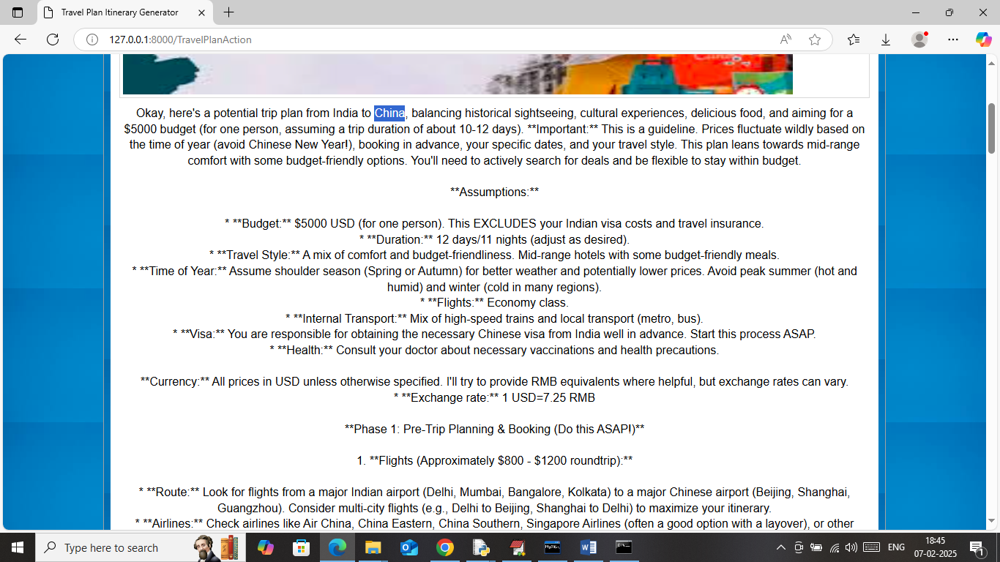 Travel Plan Itinerary Generator
127.0.0.1:8000/TravelPlanAction
Okay, here's a potential trip plan from India to China, balancing historical sightseeing, cultural experiences, delicious food, and aiming for a
$5000 budget (for one person, assuming a trip duration of about 10-12 days). **Important:** This is a guideline. Prices fluctuate wildly based on
the time of year (avoid Chinese New Year!), booking in advance, your specific dates, and your travel style. This plan leans towards mid-range
comfort with some budget-friendly options. You'll need to actively search for deals and be flexible to stay within budget.
**Assumptions:**
* **Budget:** $5000 USD (for one person). This EXCLUDES your Indian visa costs and travel insurance.
* **Duration:** 12 days/11 nights (adjust as desired).
* **Travel Style:** A mix of comfort and budget-friendliness. Mid-range hotels with some budget-friendly meals.
* **Time of Year:** Assume shoulder season (Spring or Autumn) for better weather and potentially lower prices. Avoid peak summer (hot and
humid) and winter (cold in many regions).
* **Flights:** Economy class.
* **Internal Transport:** Mix of high-speed trains and local transport (metro, bus).
* **Visa:** You are responsible for obtaining the necessary Chinese visa from India well in advance. Start this process ASAP.
* **Health:** Consult your doctor about necessary vaccinations and health precautions.
**Currency:** All prices in USD unless otherwise specified. I'll try to provide RMB equivalents where helpful, but exchange rates can vary.
* **Exchange rate:** 1 USD=7.25 RMB
**Phase 1: Pre-Trip Planning & Booking (Do this ASAP!)**
1. **Flights (Approximately $800 - $1200 roundtrip):**
* **Route:** Look for flights from a major Indian airport (Delhi, Mumbai, Bangalore, Kolkata) to a major Chinese airport (Beijing, Shanghai,
Guangzhou). Consider multi-city flights (e.g., Delhi to Beijing, Shanghai to Delhi) to maximize your itinerary.
* **Airlines:** Check airlines like Air China, China Eastern, China Southern, Singapore Airlines (often a good option with a layover), or other
Type here to search
ENG
18:45
07-02-2025
1